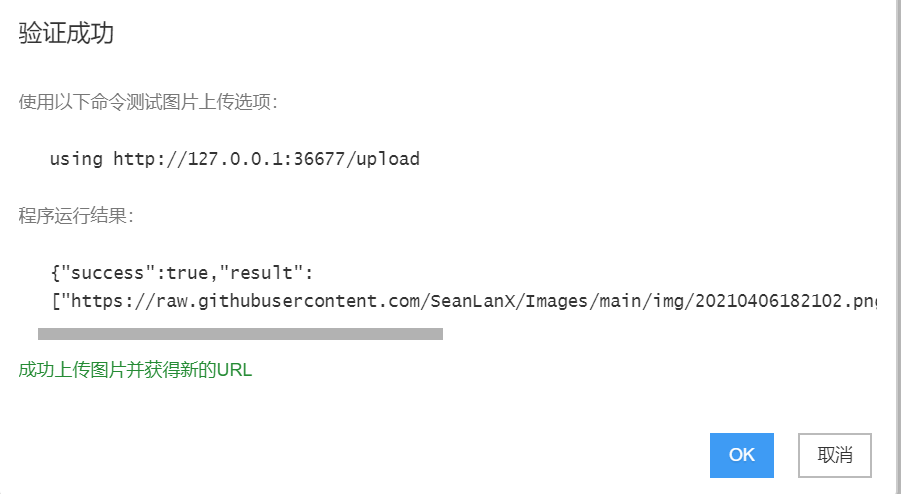 验证成功
使用以下命令测试图片上传选项:
using http://127.0.0.1:36677/upload
程序运行结果:
{"success":true,"result":
["https://raw.githubusercontent.com/SeanLanX/Images/main/img/20210406182102.png
成功上传图片并获得新的URL
OK
取消